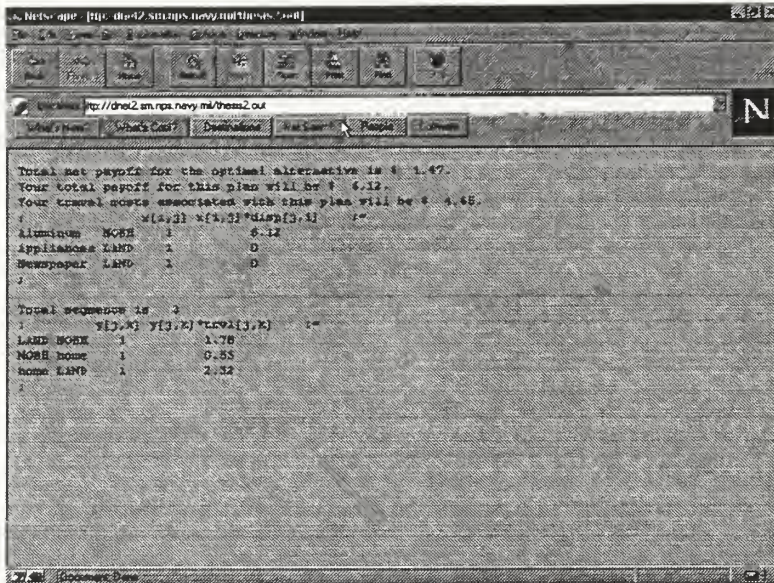 Netscape - [ftp: dnet2.sm.nps.navy.mil/thesis2.out]
ftp://dnet2.sm.nps.navy.mil/thesis2.out
N
What's New? What's Cool? Destinations Net Search People Software
Total net payoff for the optimal alternative is $ 1.47.
Your total payoff for this plan will be $ 6.12.
Your travel costs associated with this plan will be $ 4.65.
: x[i,j] x[i,j]*disp[j,i] :=
Aluminum 1 6.12
Appliances LAND 1 0
Newspaper LAND 1 0
;
Total segments is 3
: y[j,k] y[j,k]*trvl[j,k] :=
LAND 1 1.78
home 1 0.55
home LAND 1 2.32
;
Document: Done